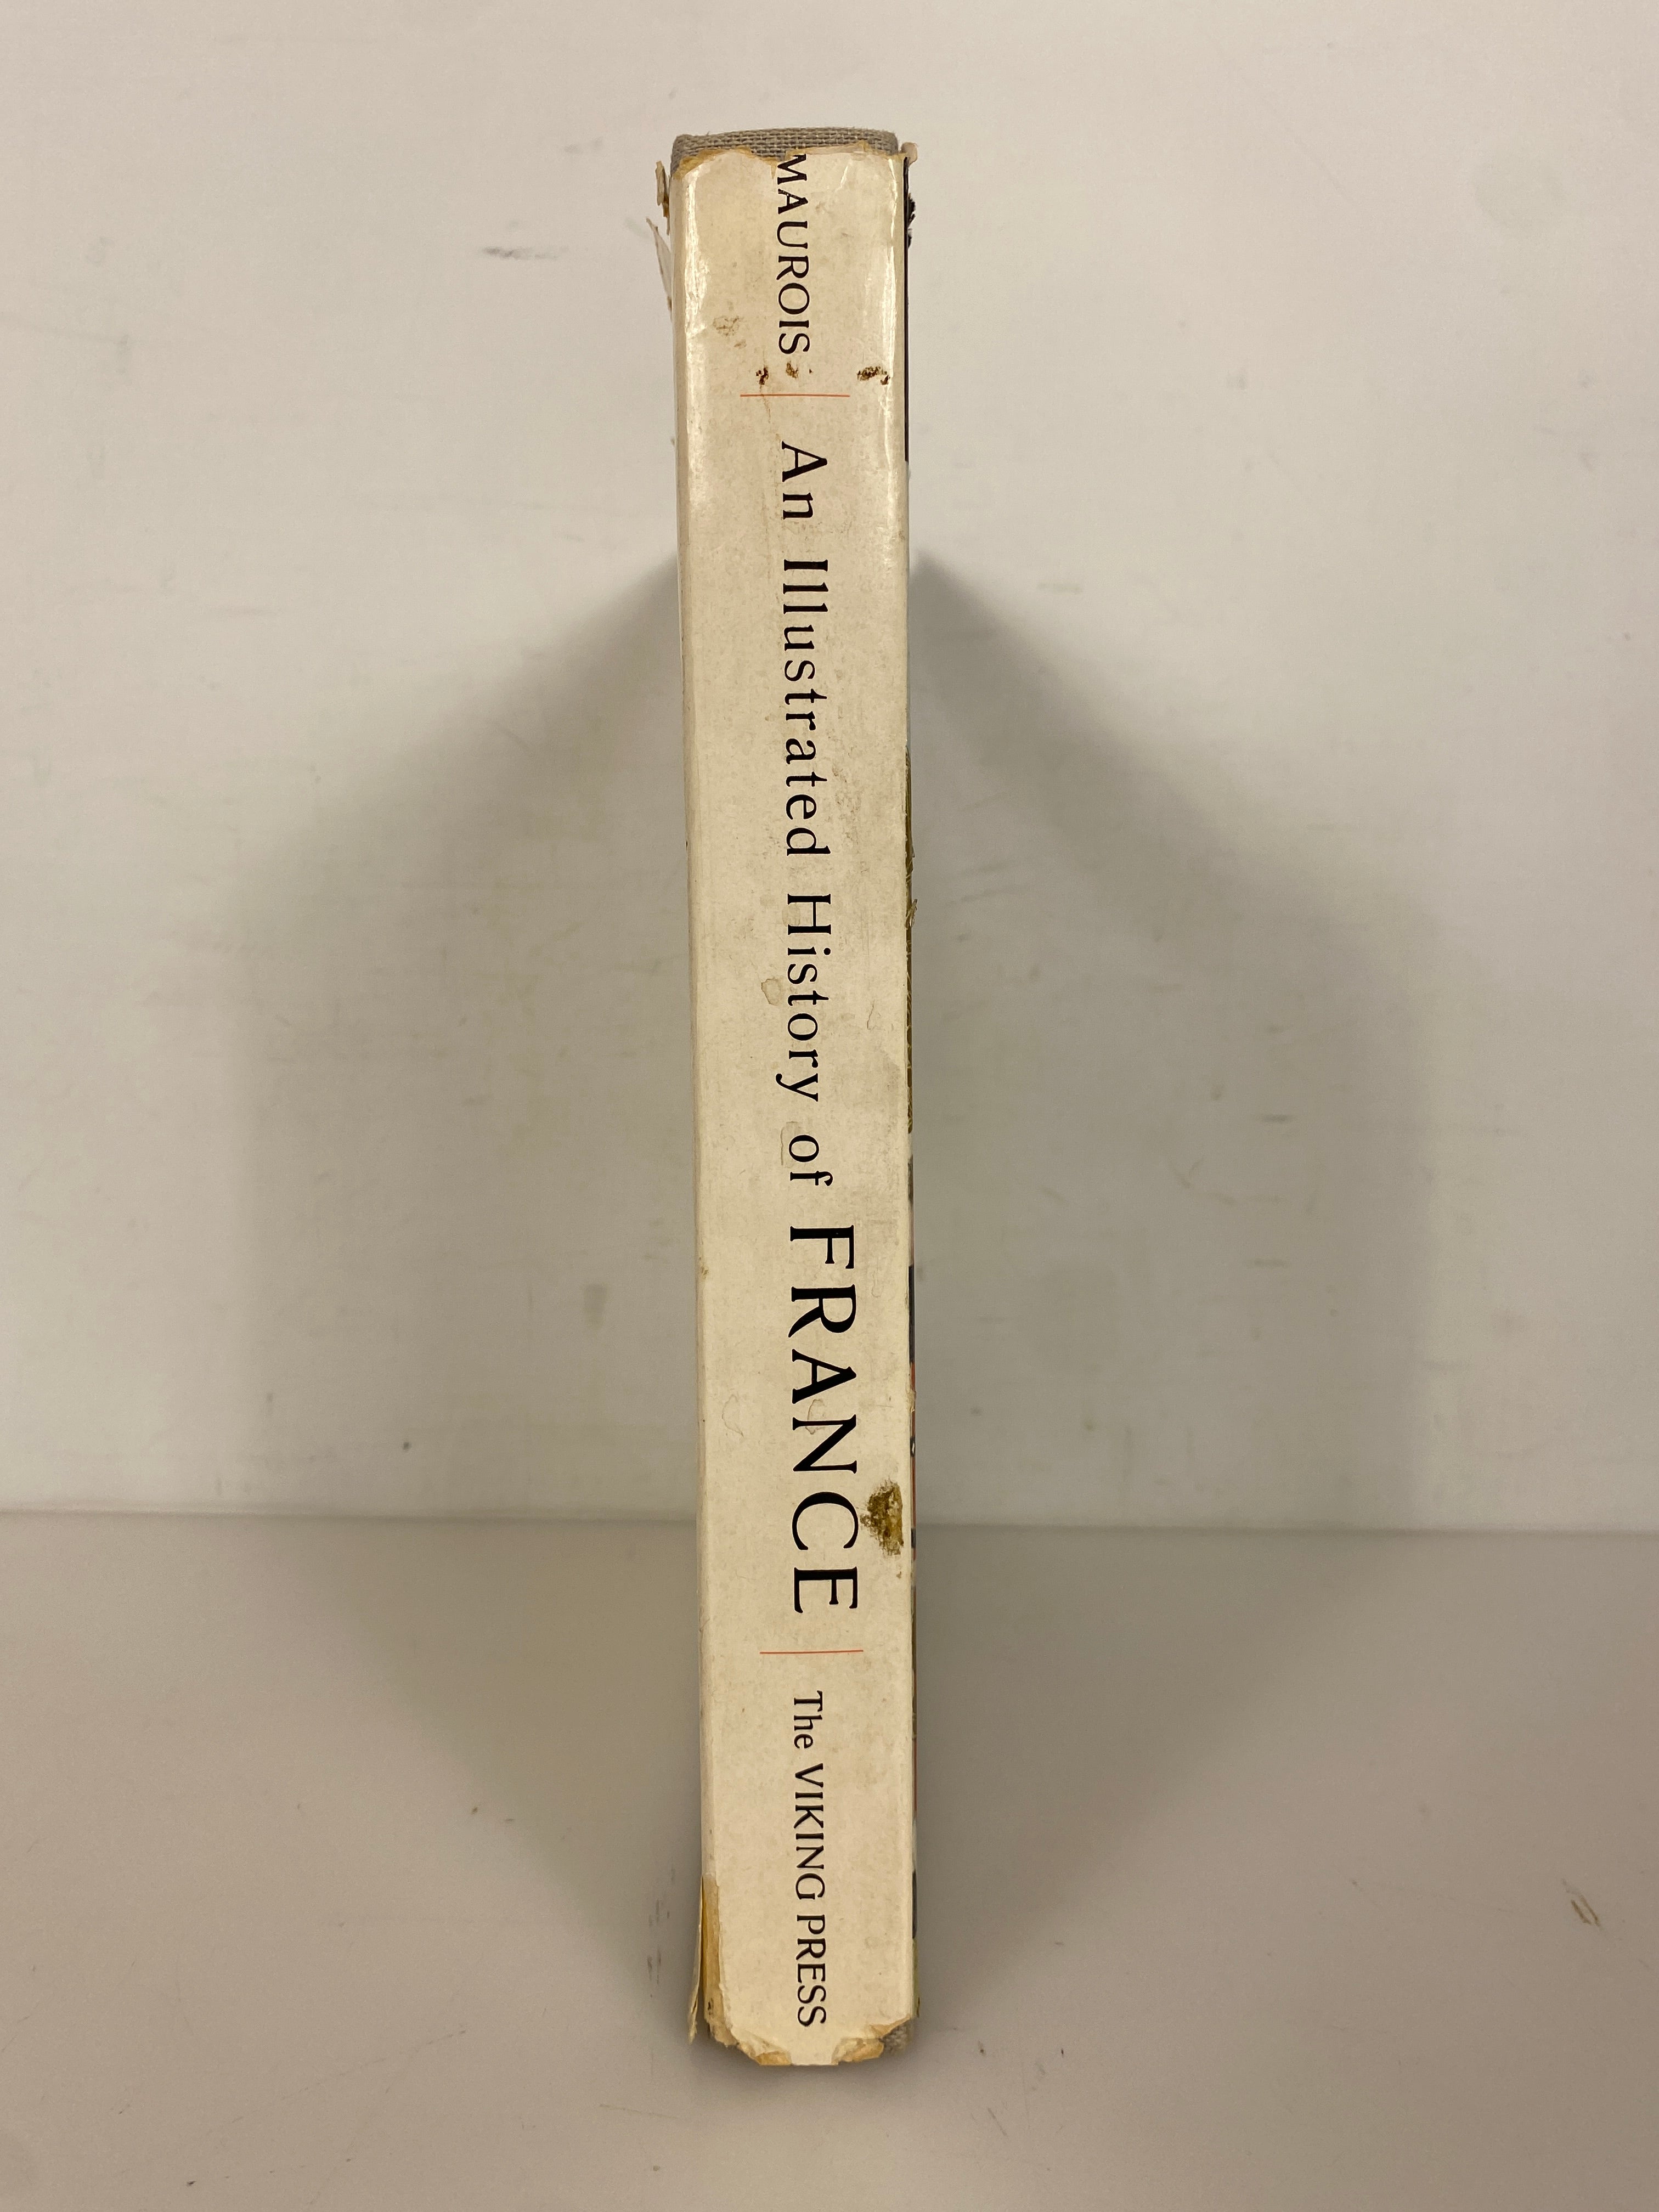 MAUROIS
An Illustrated History of FRANCE
The VIKING PRESS